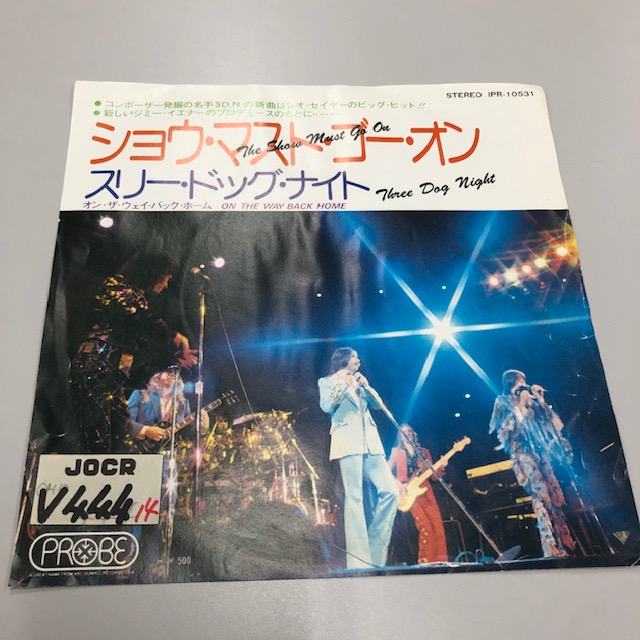 STEREO IPR-10531
●コンポーザー発掘の名手3D.N.の新曲はレオ・セイヤーのビッグ・ヒット!!
●新しいジミー・イエナーのプロデュースのもとに………
ショウ・マスト・ゴー・オン
The Show Must Go On
スリー・ドッグ・ナイト
Three Dog Night
オン・ザ・ウェイ・バック・ホーム ON THE WAY BACK HOME
JOCR
V444 14
PROBE
¥500